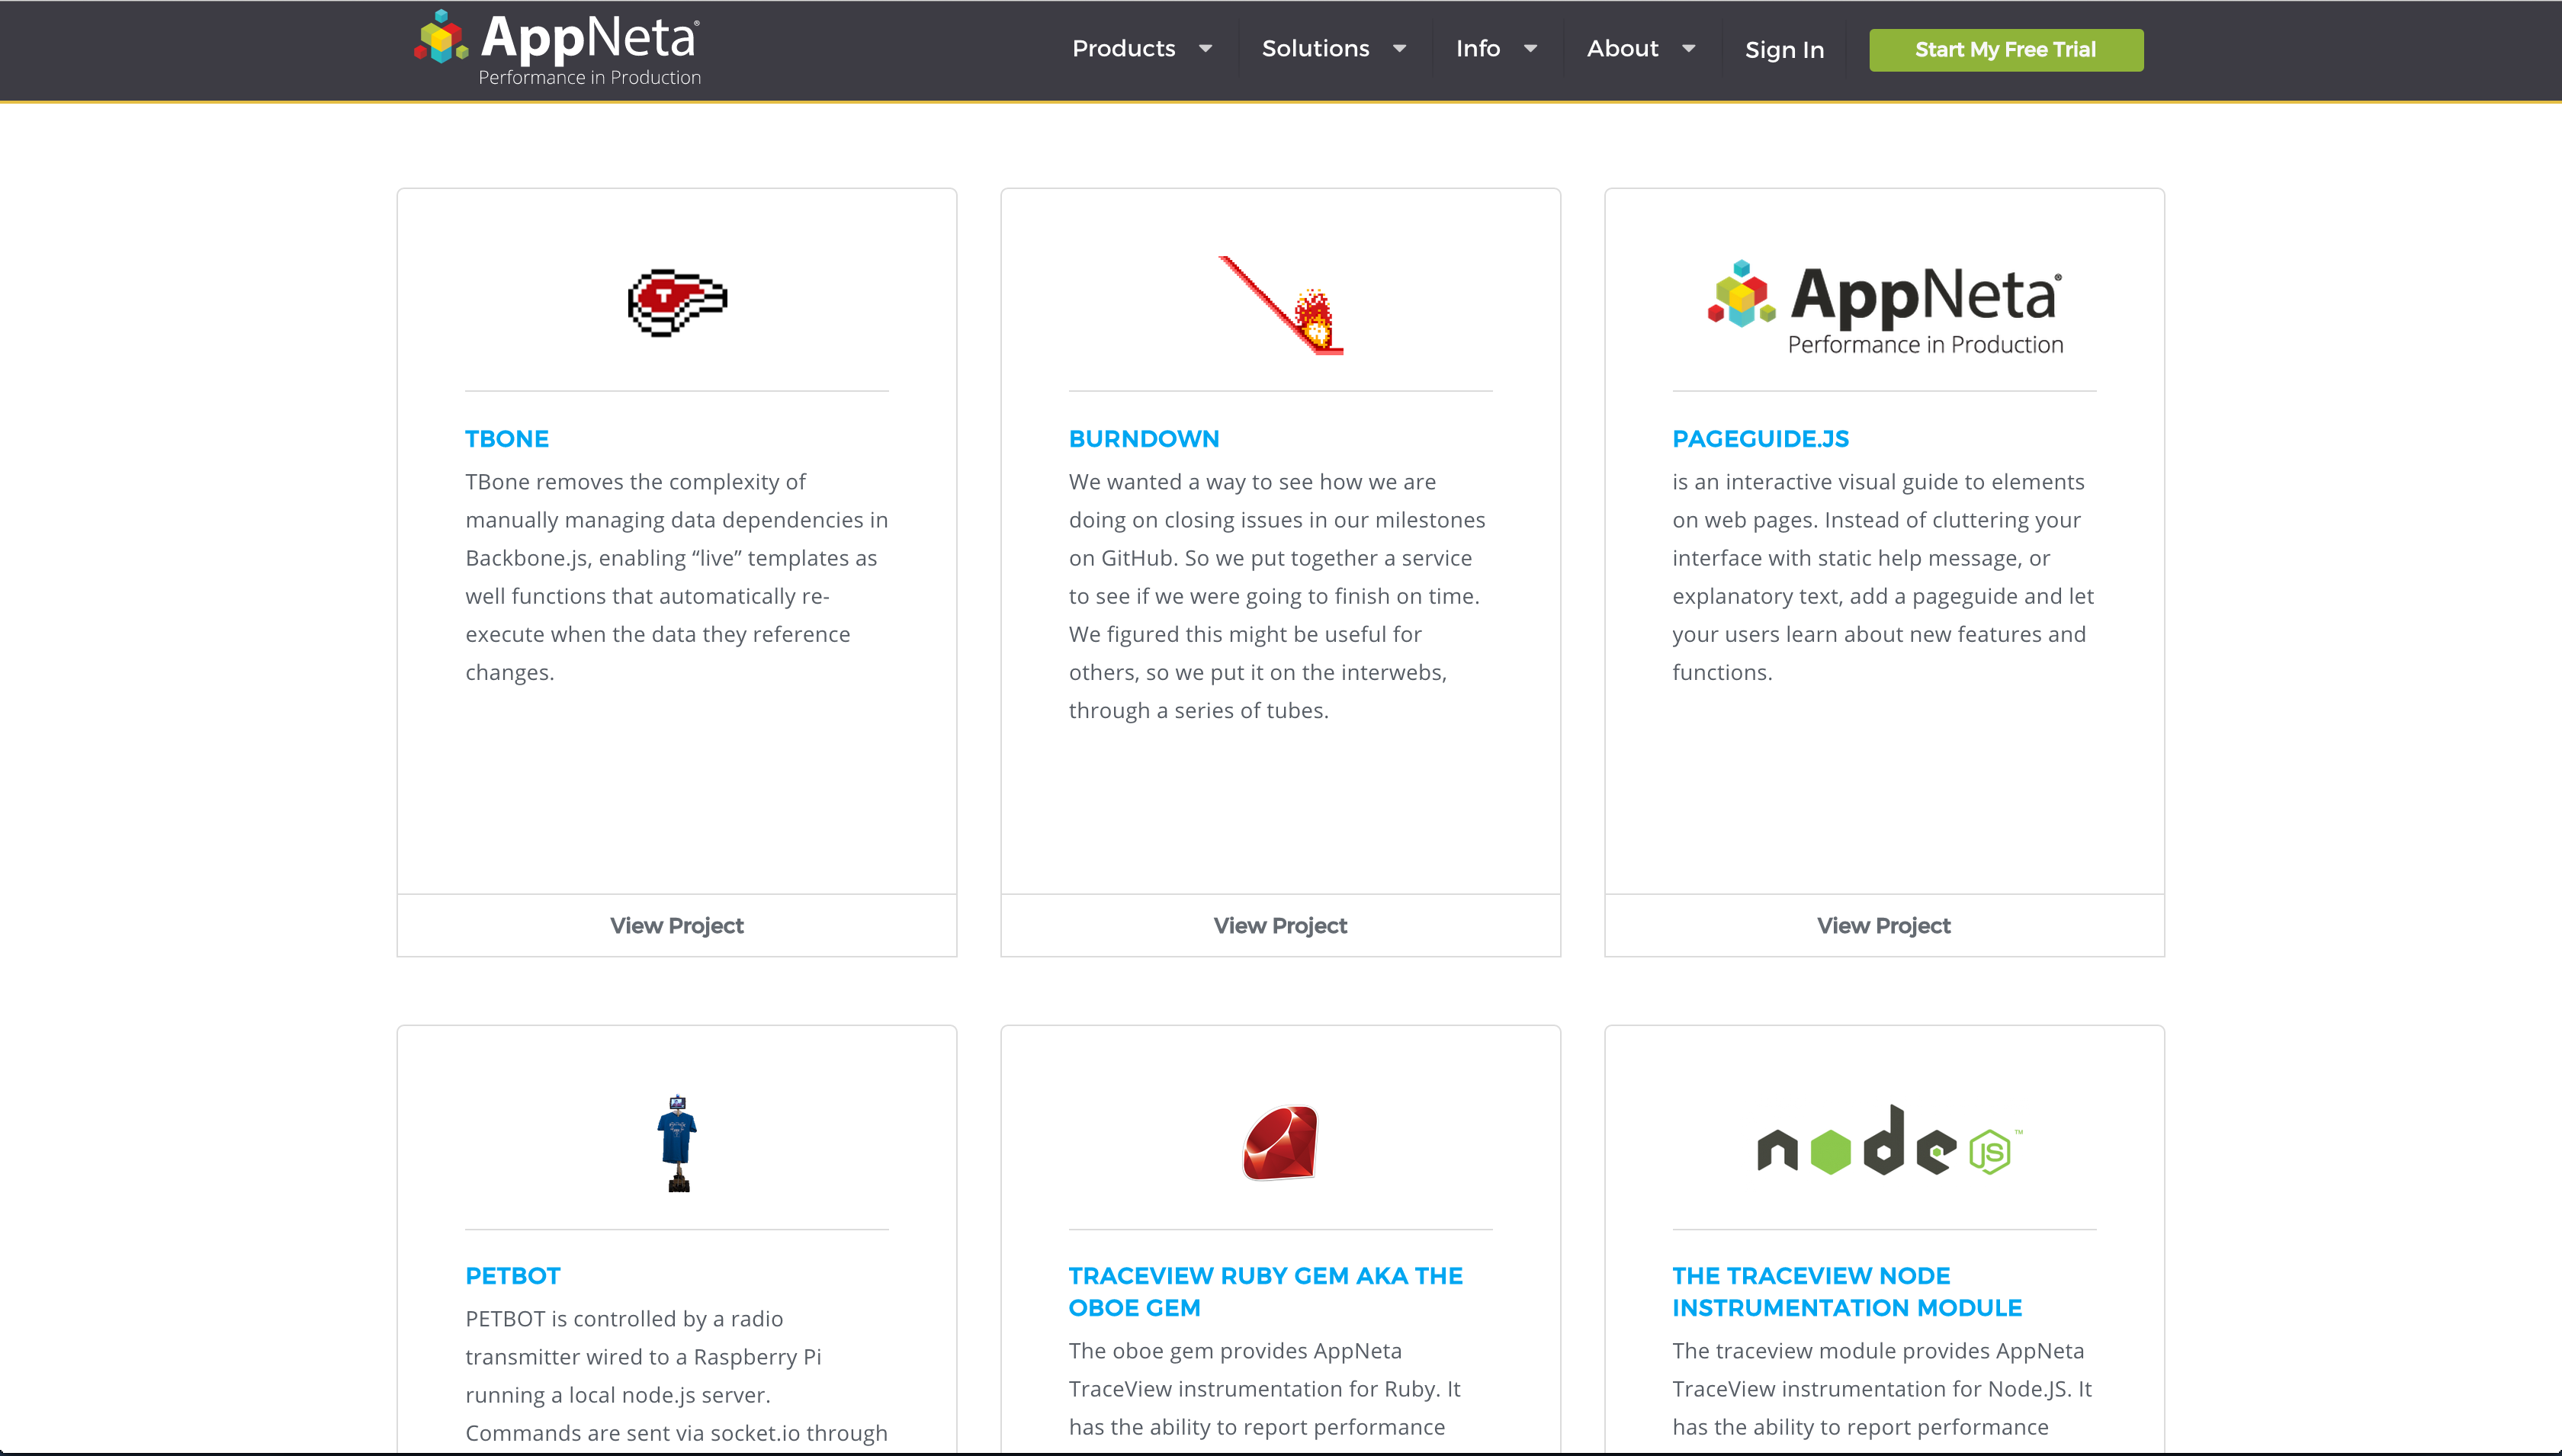 AppNeta®
Performance in Production
Products
Solutions
Info
About
Sign In
Start My Free Trial
T
TBONE
TBone removes the complexity of
manually managing data dependencies in
Backbone.js, enabling “live” templates as
well functions that automatically re-
execute when the data they reference
changes.
View Project
BURNDOWN
We wanted a way to see how we are
doing on closing issues in our milestones
on GitHub. So we put together a service
to see if we were going to finish on time.
We figured this might be useful for
others, so we put it on the interwebs,
through a series of tubes.
View Project
AppNeta®
Performance in Production
PAGEGUIDE.JS
is an interactive visual guide to elements
on web pages. Instead of cluttering your
interface with static help message, or
explanatory text, add a pageguide and let
your users learn about new features and
functions.
View Project
PETBOT
PETBOT is controlled by a radio
transmitter wired to a Raspberry Pi
running a local node.js server.
Commands are sent via socket.io through
TRACEVIEW RUBY GEM AKA THE
OBOE GEM
The oboe gem provides AppNeta
TraceView instrumentation for Ruby. It
has the ability to report performance
node JS™
THE TRACEVIEW NODE
INSTRUMENTATION MODULE
The traceview module provides AppNeta
TraceView instrumentation for Node.JS. It
has the ability to report performance